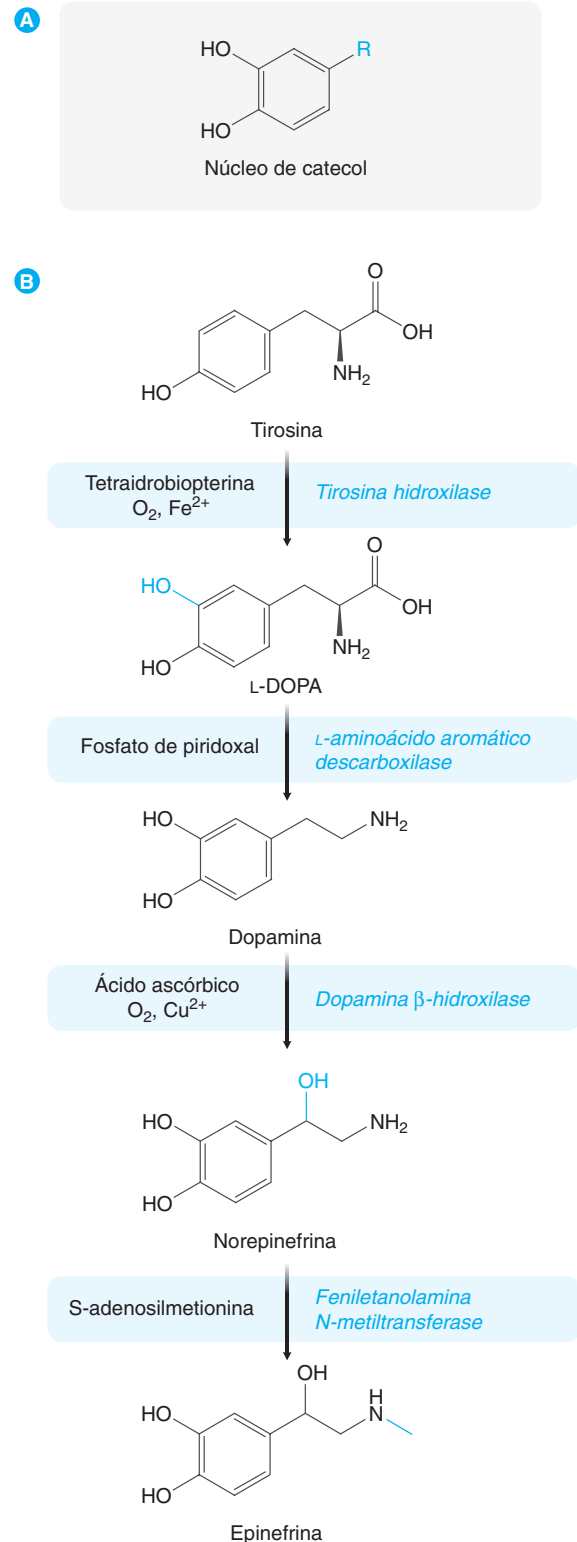 A
HO
R
HO
Núcleo de catecol
B
O
OH
NH2
HO
Tirosina
Tetraidrobiopterina
O2, Fe2+
Tirosina hidroxilase
O
HO
OH
NH2
HO
L-DOPA
Fosfato de piridoxal
L-aminoácido aromático
descarboxilase
HO
NH2
HO
Dopamina
Ácido ascórbico
O2, Cu2+
Dopamina β-hidroxilase
OH
HO
NH2
HO
Norepinefrina
S-adenosilmetionina
Feniletanolamina
N-metiltransferase
OH
H
N
HO
HO
Epinefrina